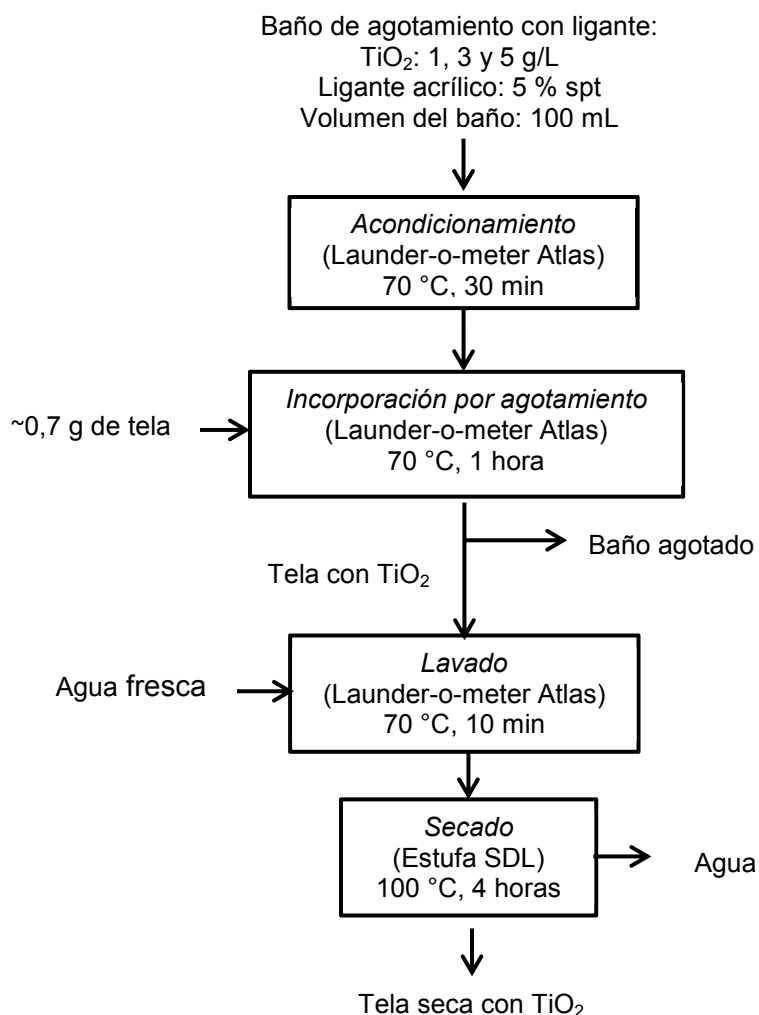 Baño de agotamiento con ligante:
TiO₂: 1, 3 y 5 g/L
Ligante acrílico: 5 % spt
Volumen del baño: 100 mL
Acondicionamiento
(Launder-o-meter Atlas)
70 °C, 30 min
Incorporación por agotamiento
(Launder-o-meter Atlas)
70 °C, 1 hora
~0,7 g de tela
Baño agotado
Tela con TiO₂
Lavado
(Launder-o-meter Atlas)
70 °C, 10 min
Agua fresca
Secado
(Estufa SDL)
100 °C, 4 horas
Agua
Tela seca con TiO₂